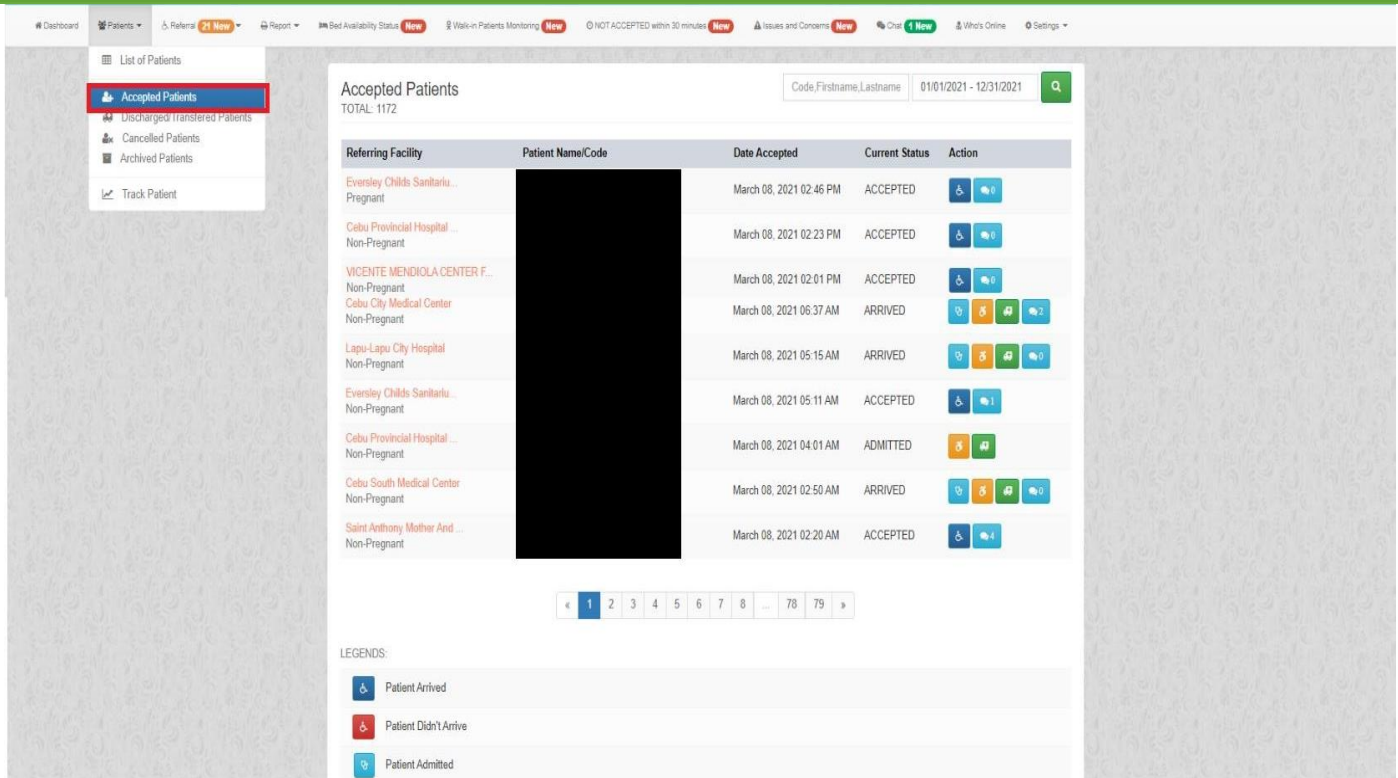 Dashboard Patients Referral 21 New Report Bed Availability Status New Walk-in Patients Monitoring New NOT ACCEPTED within 30 minutes New Issues and Concerns New Chat 1 New Who's Online Settings
List of Patients
Accepted Patients
Discharged/Transfered Patients
Cancelled Patients
Archived Patients
Track Patient
Accepted Patients
TOTAL: 1172
Code,Firstname,Lastname 01/01/2021 - 12/31/2021
Referring Facility Patient Name/Code Date Accepted Current Status Action
Eversley Childs Sanitariu...
Pregnant
March 08, 2021 02:46 PM ACCEPTED 0
Cebu Provincial Hospital ...
Non-Pregnant
March 08, 2021 02:23 PM ACCEPTED 0
VICENTE MENDIOLA CENTER F...
Non-Pregnant
March 08, 2021 02:01 PM ACCEPTED 0
Cebu City Medical Center
Non-Pregnant
March 08, 2021 06:37 AM ARRIVED 2
Lapu-Lapu City Hospital
Non-Pregnant
March 08, 2021 05:15 AM ARRIVED 0
Eversley Childs Sanitariu...
Non-Pregnant
March 08, 2021 05:11 AM ACCEPTED 1
Cebu Provincial Hospital ...
Non-Pregnant
March 08, 2021 04:01 AM ADMITTED
Cebu South Medical Center
Non-Pregnant
March 08, 2021 02:50 AM ARRIVED 0
Saint Anthony Mother And ...
Non-Pregnant
March 08, 2021 02:20 AM ACCEPTED 4
« 1 2 3 4 5 6 7 8 ... 78 79 »
LEGENDS:
Patient Arrived
Patient Didn't Arrive
Patient Admitted